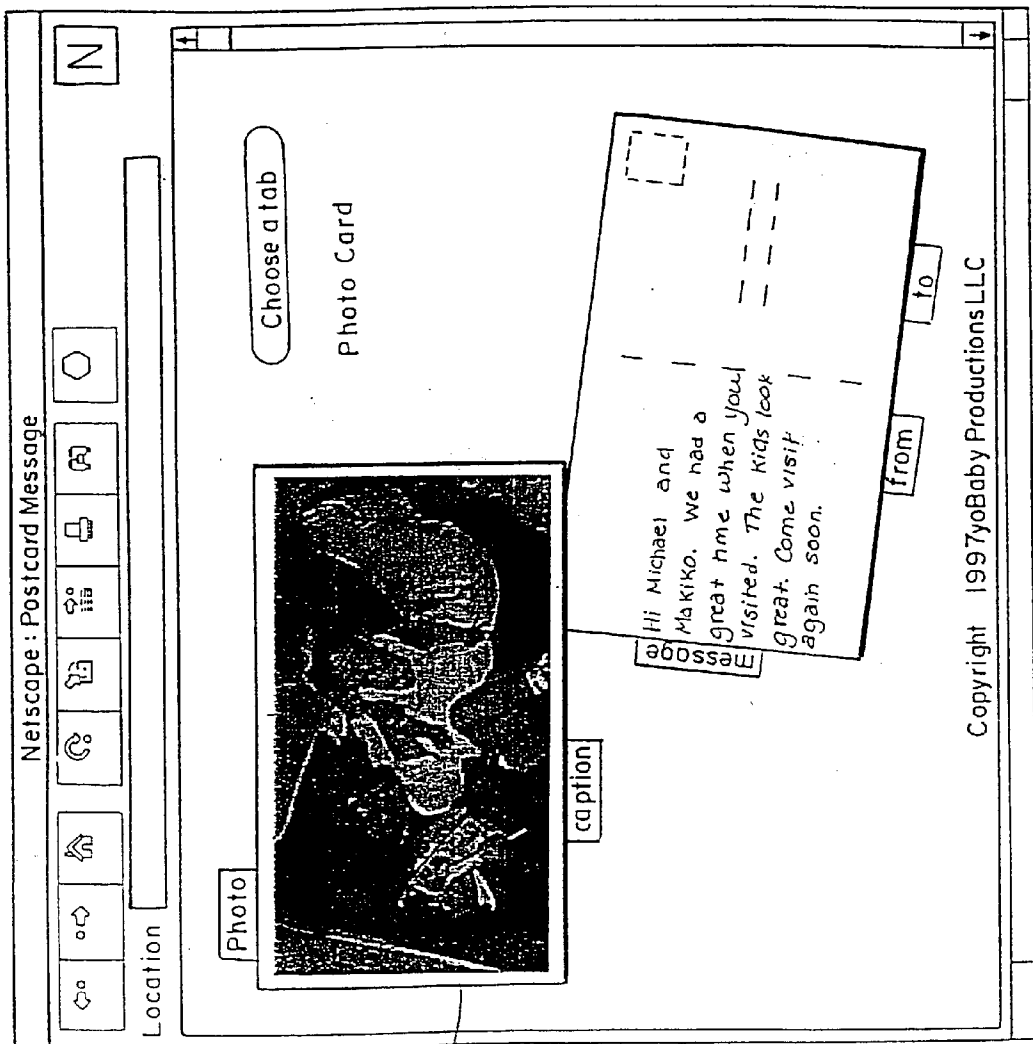 Netscape : Postcard Message
N
Location
Choose a tab
Photo Card
Photo
caption
message
Hi Michael and
Makiko. We had a
great time when you
visited. The kids look
great. Come visit
again soon.
from
to
Copyright 1997yoBaby Productions LLC